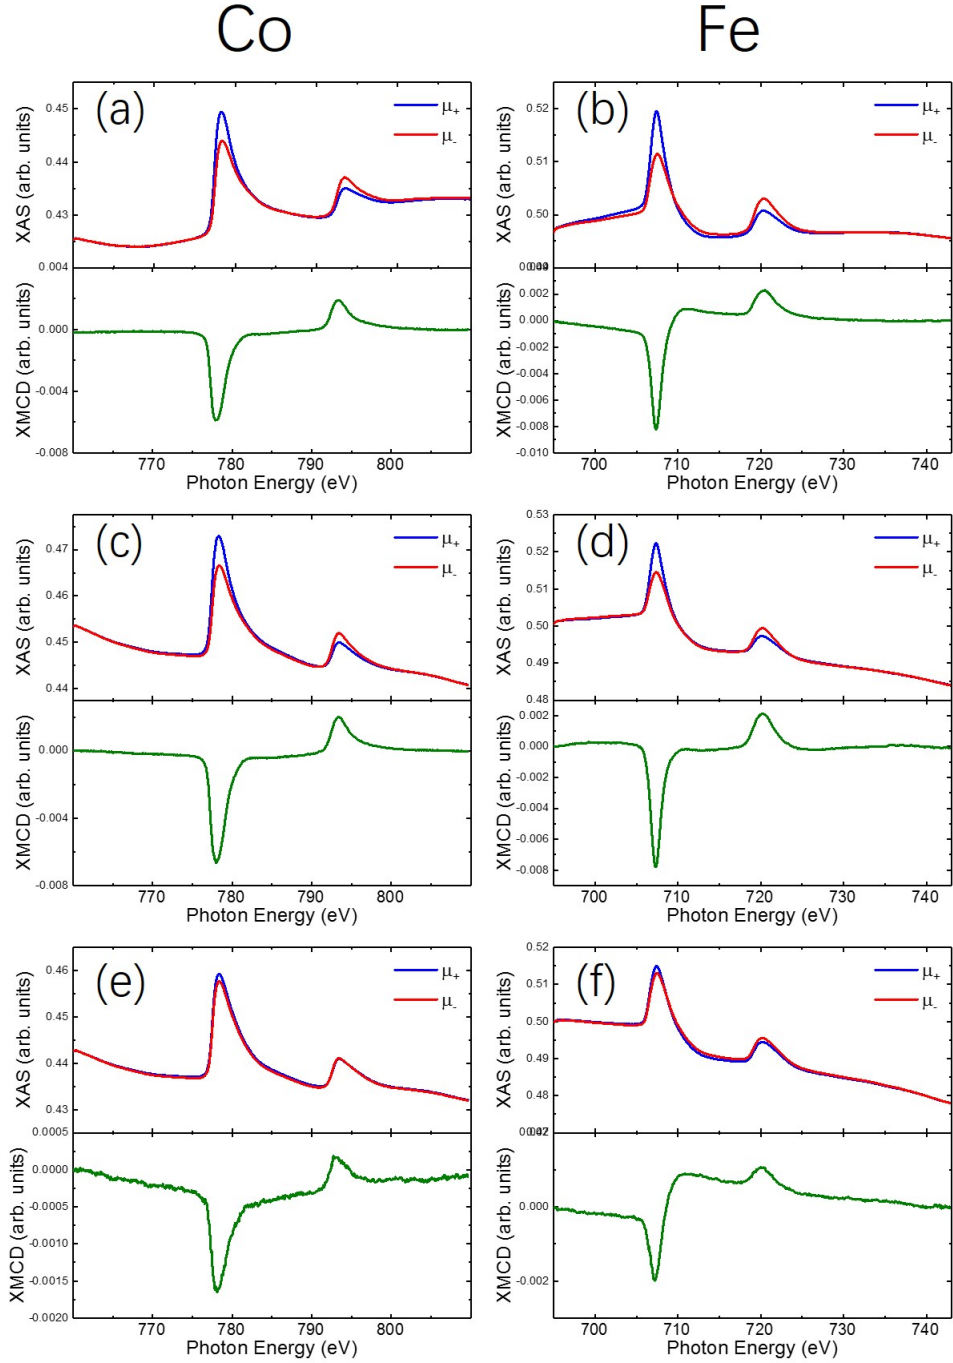 Co Fe
(a)
μ+
μ-
XAS (arb. units)
0.45
0.44
0.43
0.004
0.000
-0.004
-0.008
XMCD (arb. units)
770 780 790 800
Photon Energy (eV)
(b)
μ+
μ-
XAS (arb. units)
0.52
0.51
0.50
0.002
0.000
-0.002
-0.004
-0.006
-0.008
-0.010
XMCD (arb. units)
700 710 720 730 740
Photon Energy (eV)
(c)
μ+
μ-
XAS (arb. units)
0.47
0.46
0.45
0.44
0.000
-0.004
-0.008
XMCD (arb. units)
770 780 790 800
Photon Energy (eV)
(d)
μ+
μ-
XAS (arb. units)
0.53
0.52
0.51
0.50
0.49
0.48
0.002
0.000
-0.002
-0.004
-0.006
-0.008
XMCD (arb. units)
700 710 720 730 740
Photon Energy (eV)
(e)
μ+
μ-
XAS (arb. units)
0.46
0.45
0.44
0.43
0.0005
0.0000
-0.0005
-0.0010
-0.0015
-0.0020
XMCD (arb. units)
770 780 790 800
Photon Energy (eV)
(f)
μ+
μ-
XAS (arb. units)
0.52
0.51
0.50
0.49
0.48
0.000
-0.002
XMCD (arb. units)
700 710 720 730 740
Photon Energy (eV)